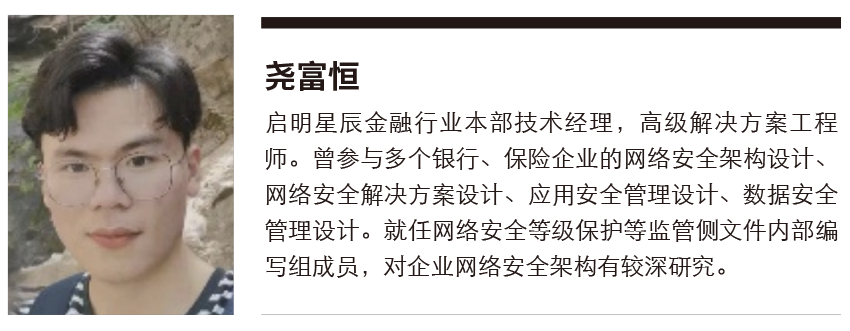 尧富恒
启明星辰金融行业本部技术经理，高级解决方案工程
师。曾参与多个银行、保险企业的网络安全架构设计、
网络安全解决方案设计、应用安全管理设计、数据安全
管理设计。就任网络安全等级保护等监管侧文件内部编
写组成员，对企业网络安全架构有较深研究。